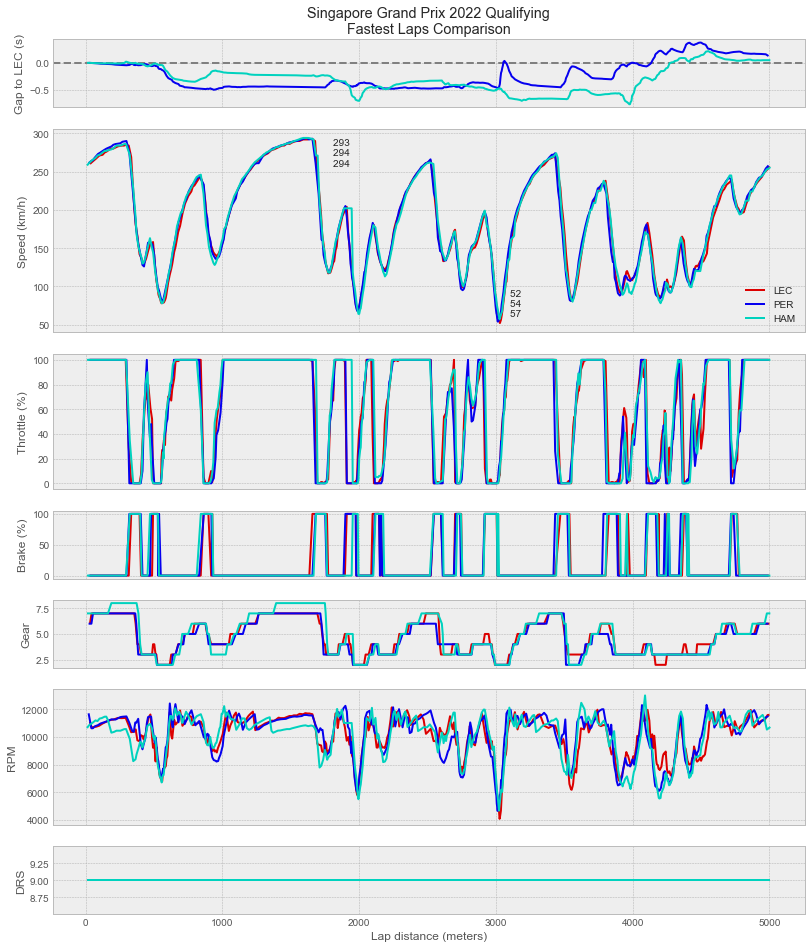 Singapore Grand Prix 2022 Qualifying
Fastest Laps Comparison
Gap to LEC (s)
0.0
−0.5
Speed (km/h)
300
250
200
150
100
50
293
294
294
52
54
57
LEC
PER
HAM
Throttle (%)
100
80
60
40
20
0
Brake (%)
100
50
0
Gear
7.5
5.0
2.5
RPM
12000
10000
8000
6000
4000
DRS
9.25
9.00
8.75
0 1000 2000 3000 4000 5000
Lap distance (meters)